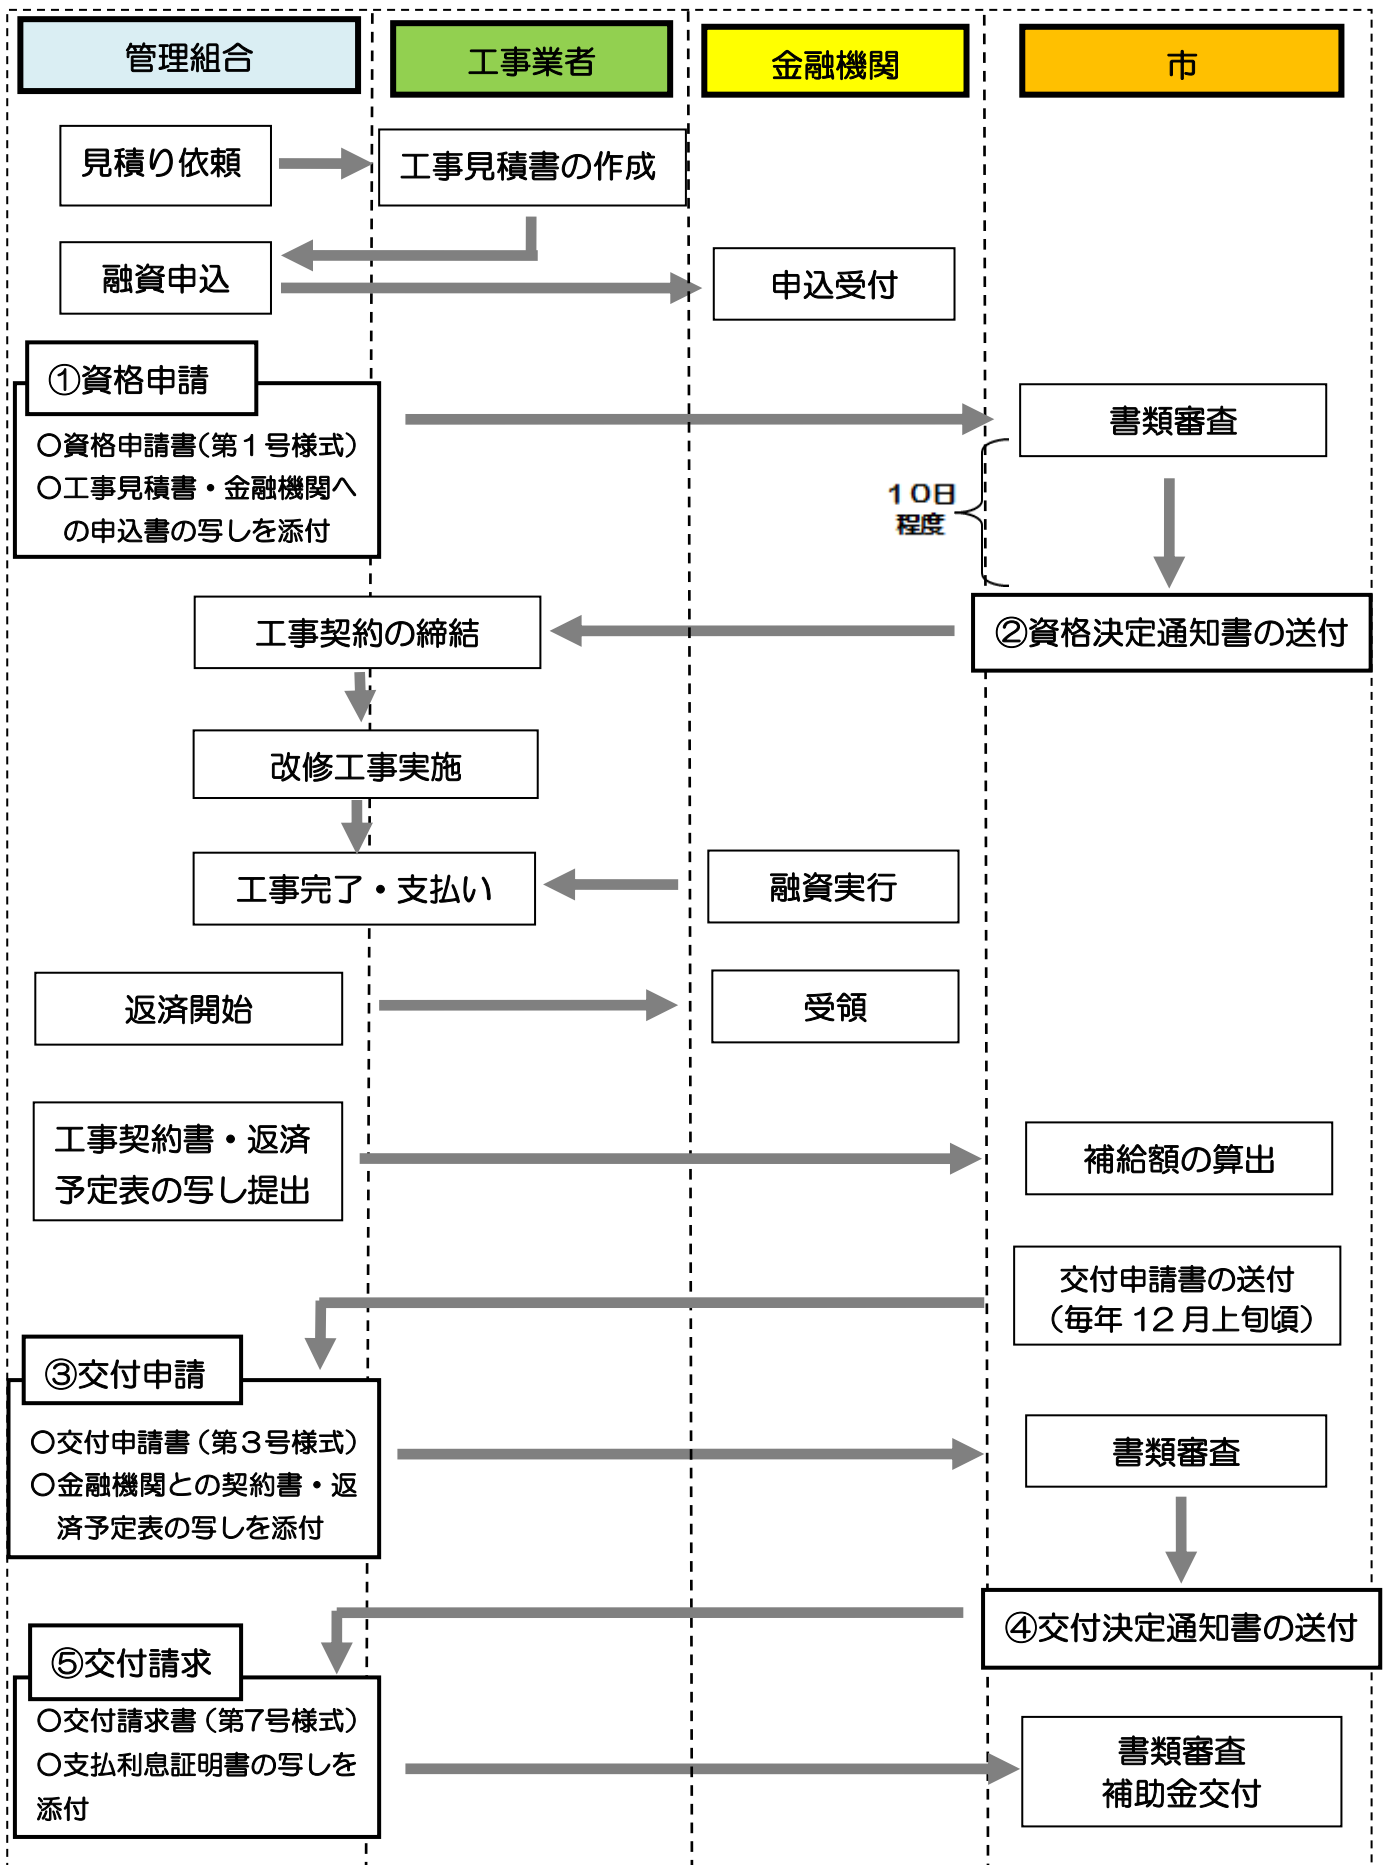 管理組合
工事業者
金融機関
市
見積り依頼
工事見積書の作成
融資申込
申込受付
①資格申請
〇資格申請書(第１号様式)
〇工事見積書・金融機関へ
の申込書の写しを添付
書類審査
１０日
程度
②資格決定通知書の送付
工事契約の締結
改修工事実施
工事完了・支払い
融資実行
返済開始
受領
工事契約書・返済
予定表の写し提出
補給額の算出
交付申請書の送付
（毎年 12 月上旬頃）
③交付申請
〇交付申請書（第３号様式）
〇金融機関との契約書・返
済予定表の写しを添付
書類審査
④交付決定通知書の送付
⑤交付請求
〇交付請求書（第7号様式）
〇支払利息証明書の写しを
添付
書類審査
補助金交付